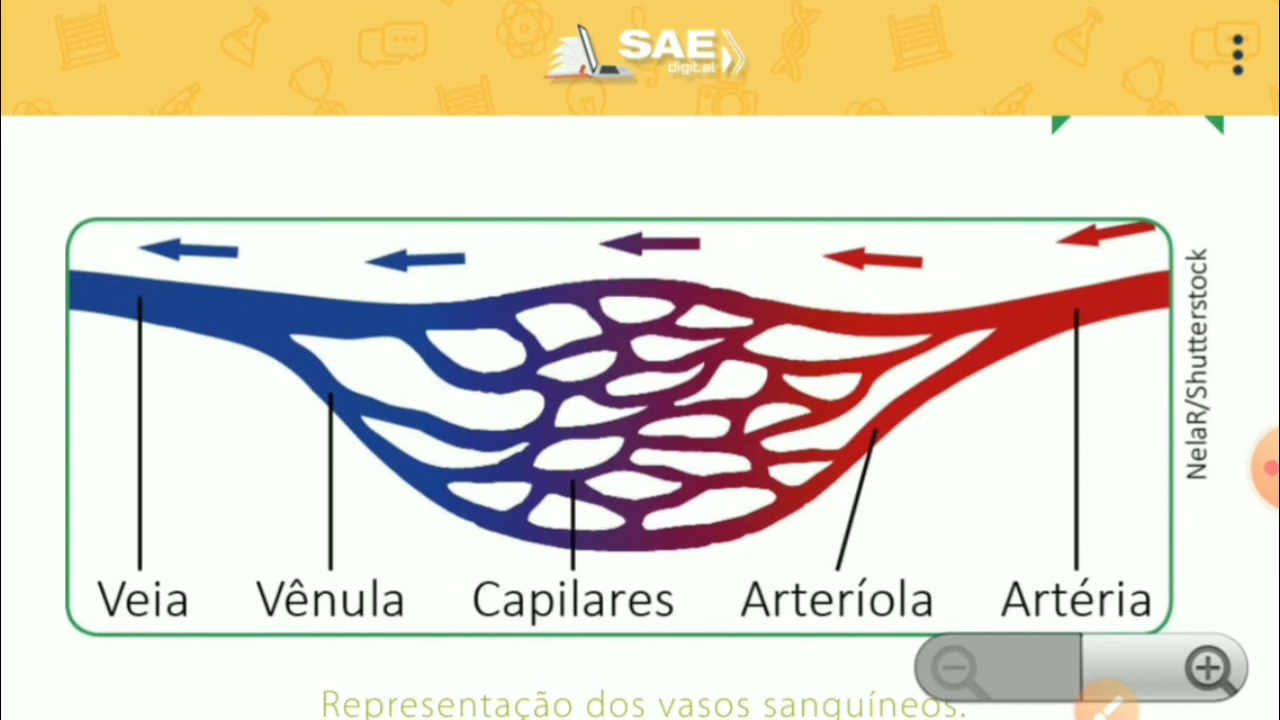 SAE
digital
NelaR/Shutterstock
Veia Vênula Capilares Arteríola Artéria
Representação dos vasos sanguíneos.